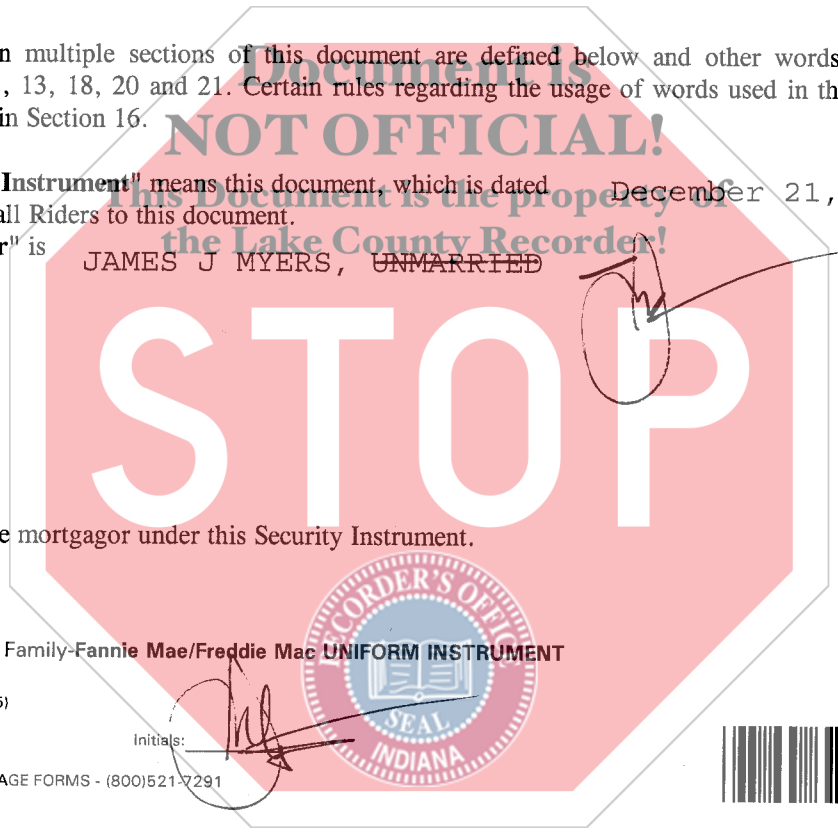 n multiple sections of this document are defined below and other words
, 13, 18, 20 and 21. Certain rules regarding the usage of words used in th
in Section 16.
Document is
NOT OFFICIAL!
This Document is the property of
the Lake County Recorder!
Instrument" means this document, which is dated December 21,
all Riders to this document.
r" is
JAMES J MYERS, UNMARRIED
STOP
e mortgagor under this Security Instrument.
RECORDER'S OFFICE
SEAL
INDIANA
Family-Fannie Mae/Freddie Mac UNIFORM INSTRUMENT
Initials:
AGE FORMS - (800)521-7291